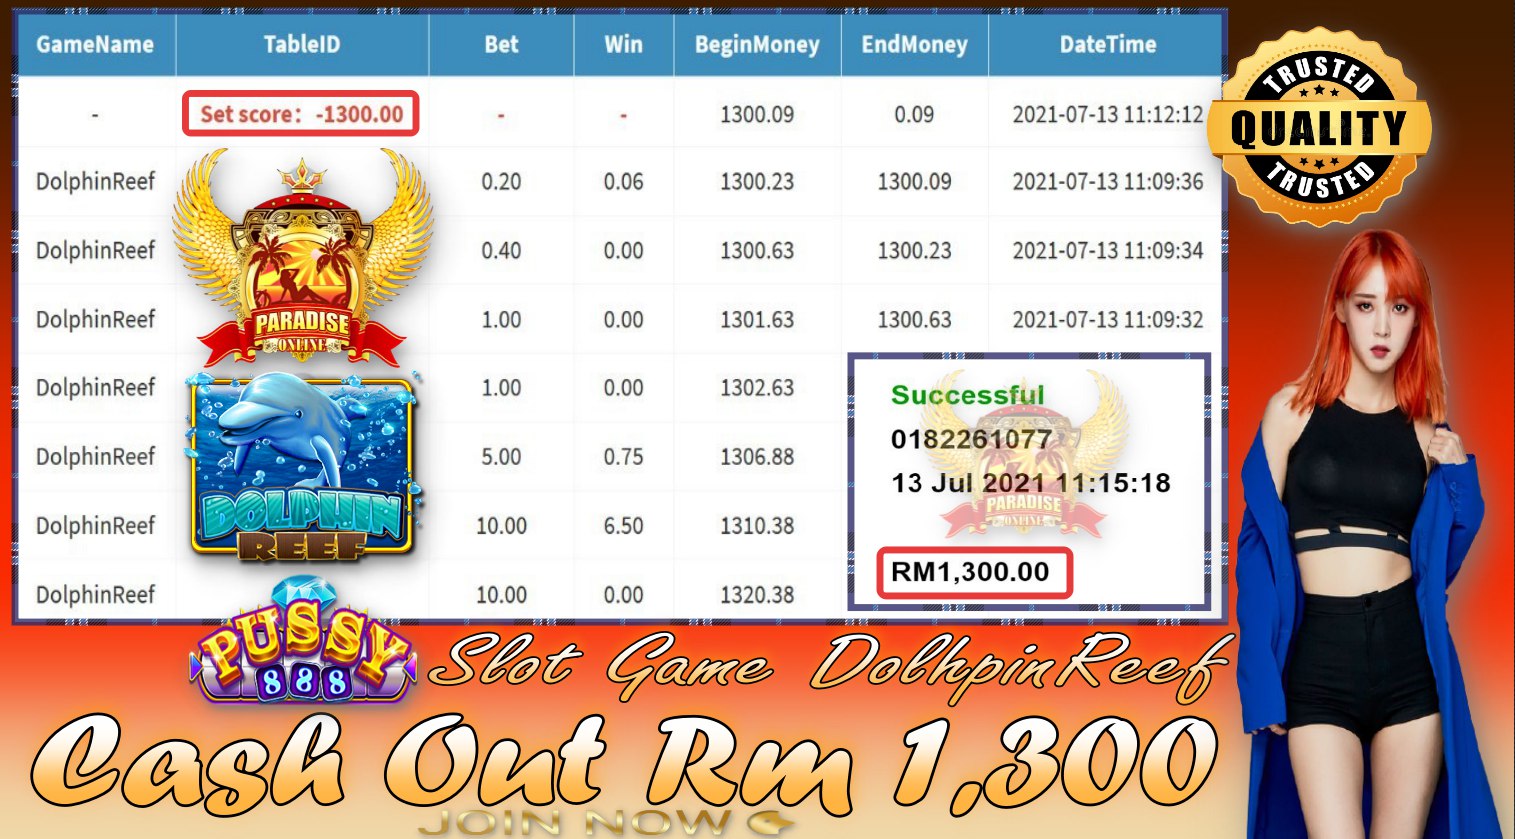 GameName TableID Bet Win BeginMoney EndMoney DateTime
- Set score: -1300.00 - - 1300.09 0.09 2021-07-13 11:12:12
DolphinReef 0.20 0.06 1300.23 1300.09 2021-07-13 11:09:36
DolphinReef 0.40 0.00 1300.63 1300.23 2021-07-13 11:09:34
DolphinReef 1.00 0.00 1301.63 1300.63 2021-07-13 11:09:32
DolphinReef 1.00 0.00 1302.63
DolphinReef 5.00 0.75 1306.88
DolphinReef 10.00 6.50 1310.38
DolphinReef 10.00 0.00 1320.38
TRUSTED
QUALITY
TRUSTED
PARADISE
ONLINE
DOLPHIN
REEF
Successful
0182261077
13 Jul 2021 11:15:18
PARADISE
ONLINE
RM1,300.00
PUSSY
888
Slot Game DolhpinReef
Cash Out Rm 1,300
JOIN NOW